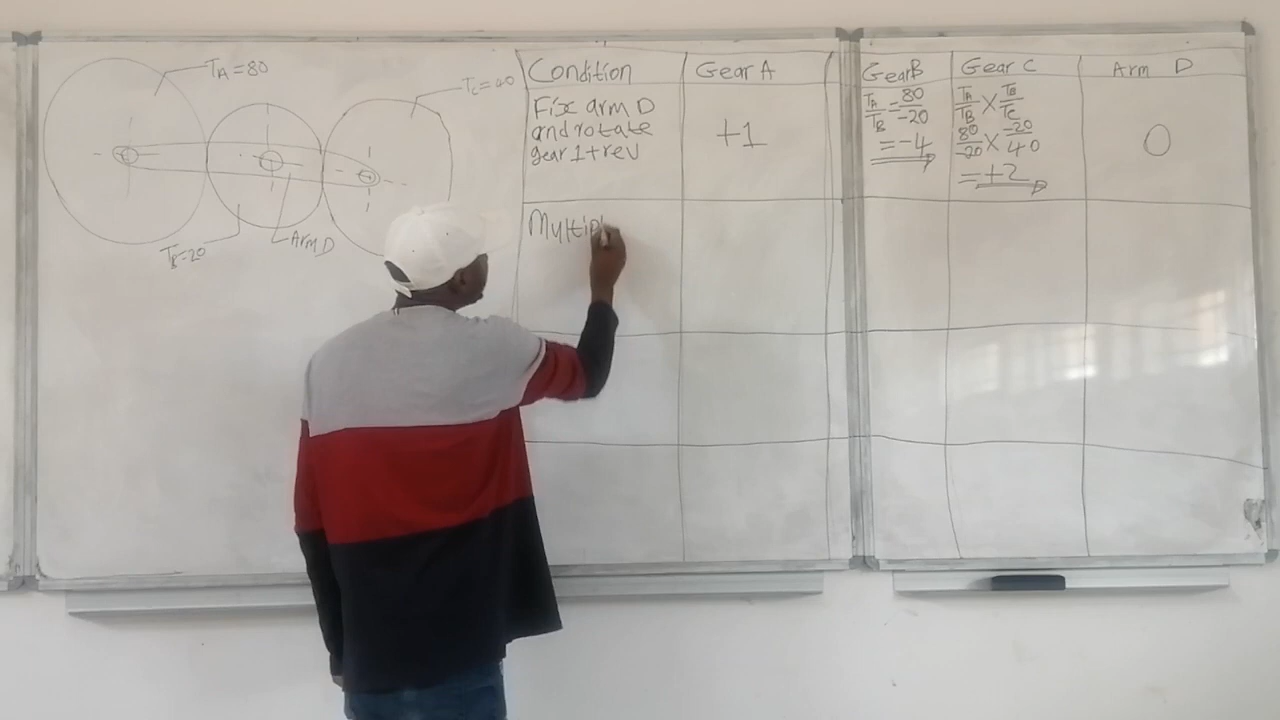 TA = 80
TC = 40
TB = 20
Arm D
Condition
Gear A
Gear B
Gear C
Arm D
Fix arm D
and rotate
gear 1+rev
+1
TA/TB = 80/-20
= -4
TA/TB × TB/TC
80/-20 × -20/40
= +2
0
Multip